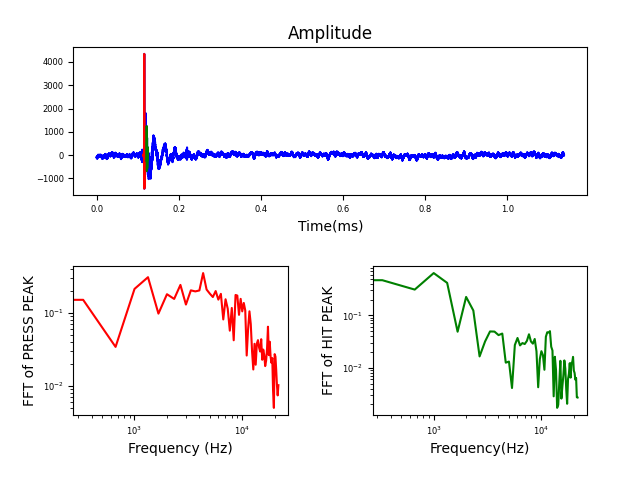 Amplitude
4000
3000
2000
1000
0
−1000
0.0 0.2 0.4 0.6 0.8 1.0
Time(ms)
FFT of PRESS PEAK
10⁻¹
10⁻²
10³ 10⁴
Frequency (Hz)
FFT of HIT PEAK
10⁻¹
10⁻²
10³ 10⁴
Frequency(Hz)